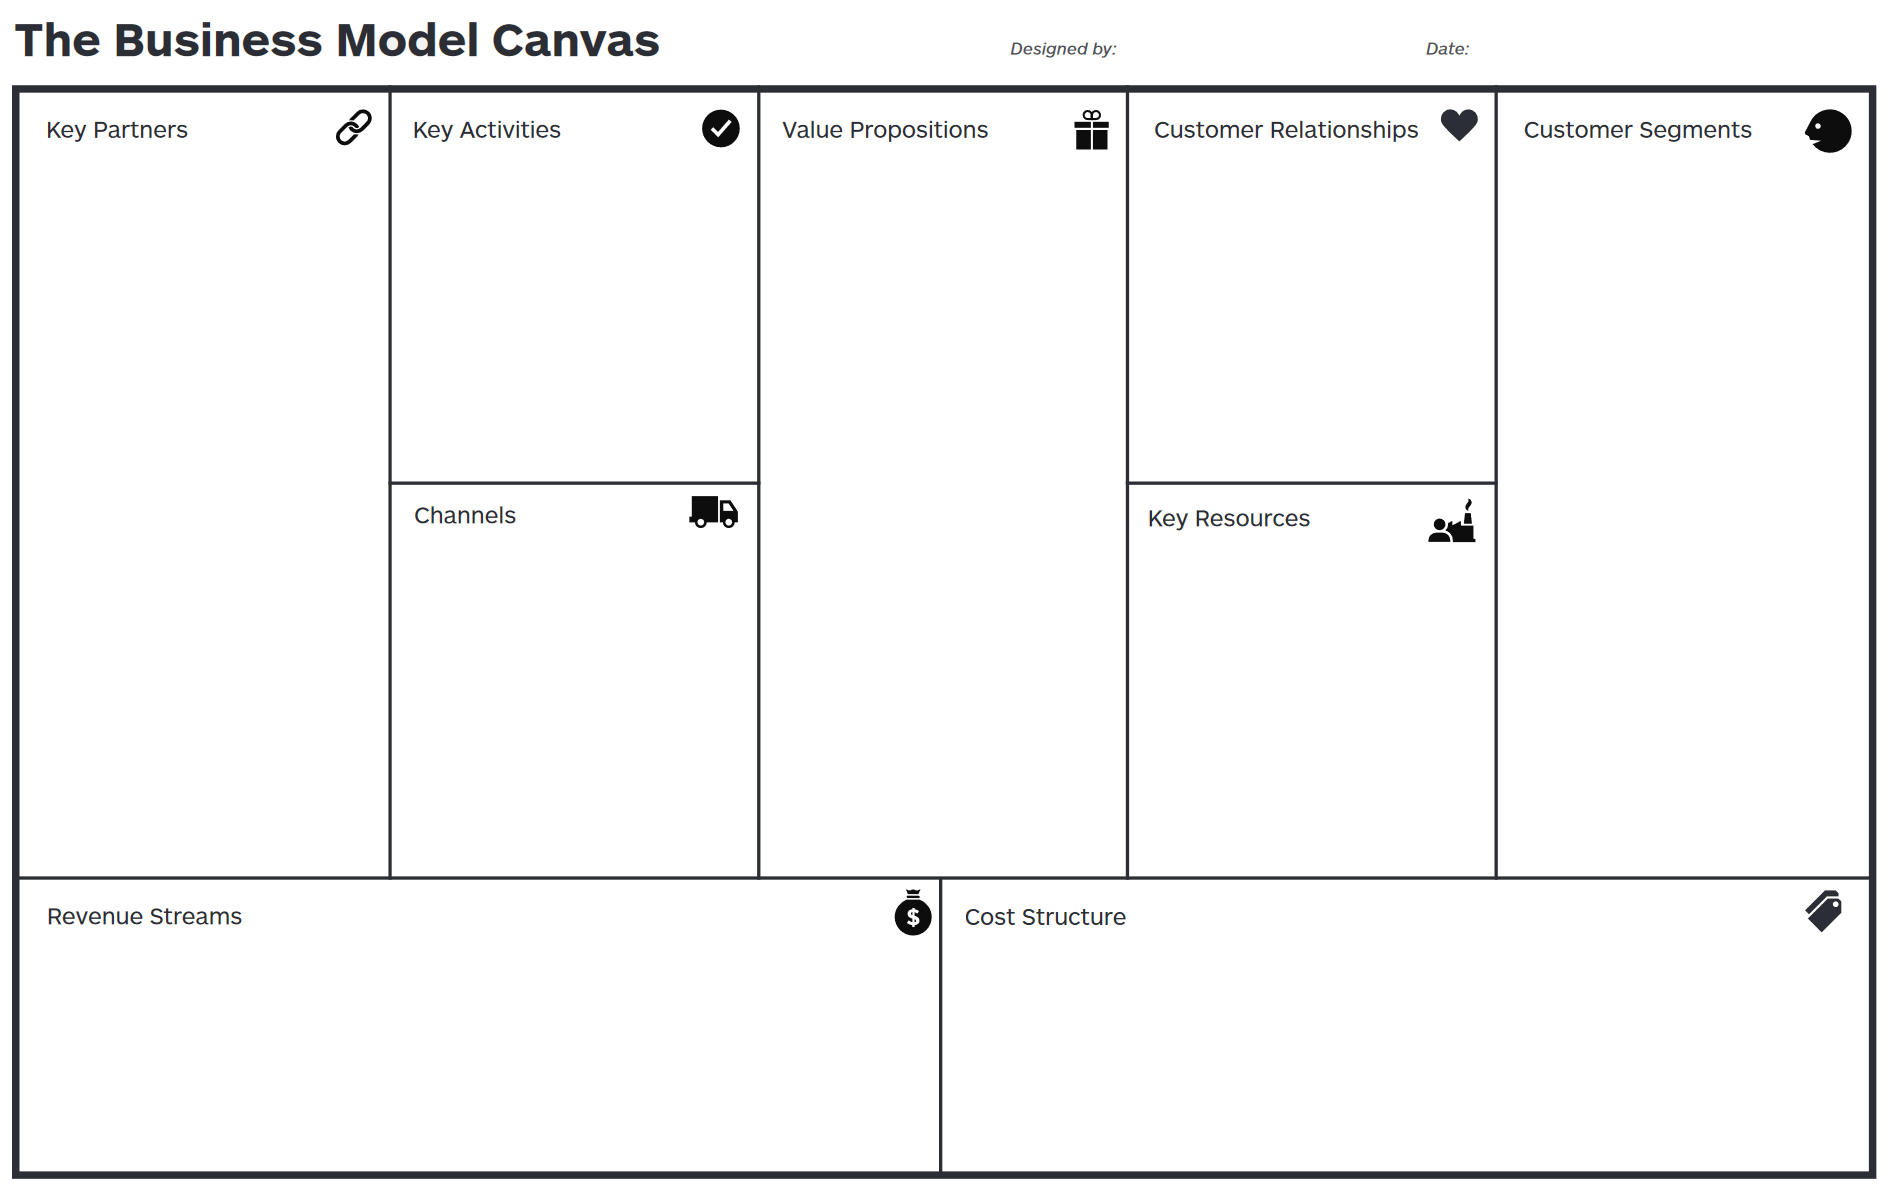 The Business Model Canvas
Designed by:
Date:
Key Partners
Key Activities
Value Propositions
Customer Relationships
Customer Segments
Channels
Key Resources
Revenue Streams
$
Cost Structure